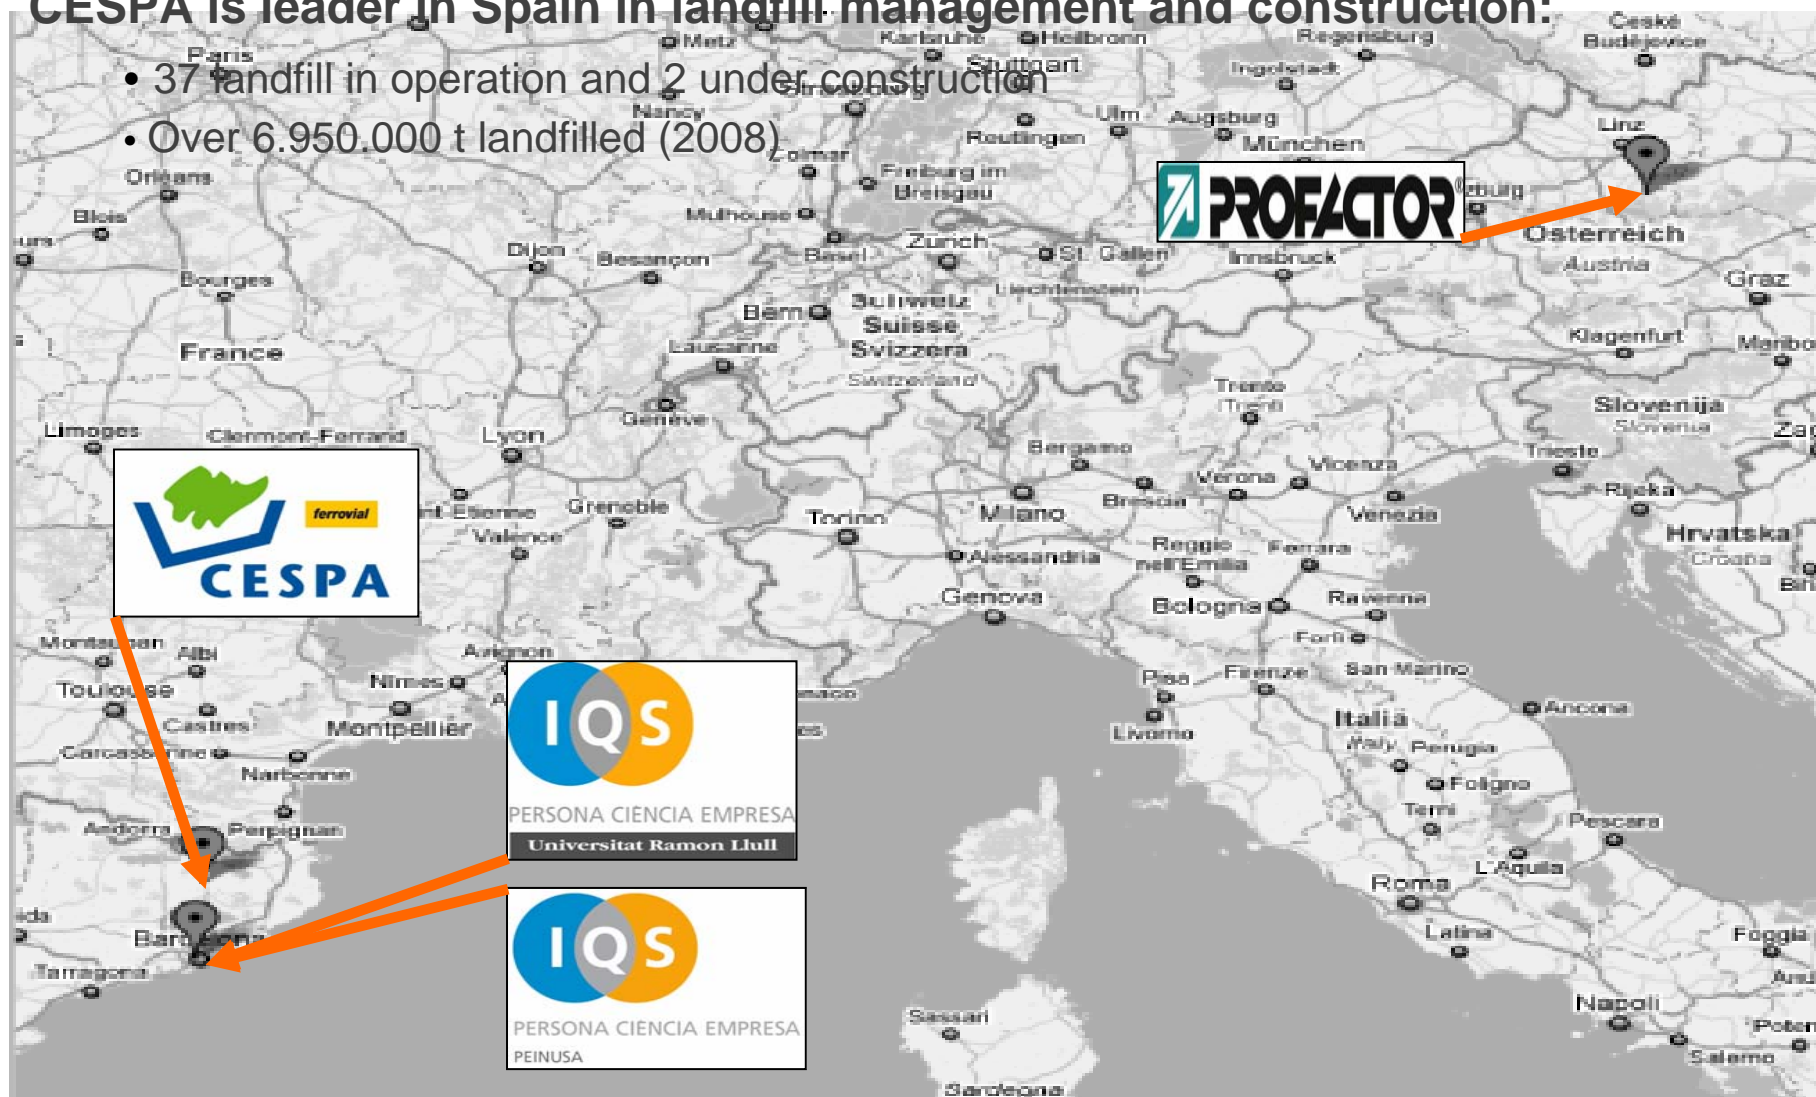 CESPA is leader in Spain in landfill management and construction:
• 37 landfill in operation and 2 under construction
• Over 6.950.000 t landfilled (2008)
Paris
Metz
Karlsruhe
Heilbronn
Regensburg
České
Budějovice
Stuttgart
Ingolstadt
Strasbourg
Nancy
Ulm
Augsburg
Linz
Reutlingen
München
Colmar
Orléans
Freiburg im
Breisgau
PROFACTOR
Blois
Mulhouse
Zürich
Österreich
Dijon
Besançon
Basel
St. Gallen
Innsbruck
Austria
Bourges
Liechtenstein
Graz
Bern
Schweiz
Suisse
Svizzera
Switzerland
France
Lausanne
Klagenfurt
Trento
Genève
Slovenija
Slovenia
Limoges
Clermont-Ferrand
Lyon
Bergamo
Vicenza
Trieste
Verona
Brescia
Rijeka
ferrovial
CESPA
Grenoble
Valence
Torino
Milano
Venezia
Hrvatska
Croatia
Alessandria
Reggio
nell'Emilia
Ferrara
Genova
Bologna
Ravenna
Forlì
Montauban
Albi
Avignon
Nîmes
Pisa
Firenze
San Marino
Toulouse
Castres
Montpellier
IQS
PERSONA CIÈNCIA EMPRESA
Universitat Ramon Llull
Livorno
Italia
Italy
Ancona
Perugia
Carcassonne
Narbonne
Foligno
Terni
Andorra
Perpignan
Pescara
L'Aquila
Roma
Barcelona
IQS
PERSONA CIÈNCIA EMPRESA
PEINUSA
Latina
Foggia
Tarragona
Napoli
Sassari
Salerno
Sardegna